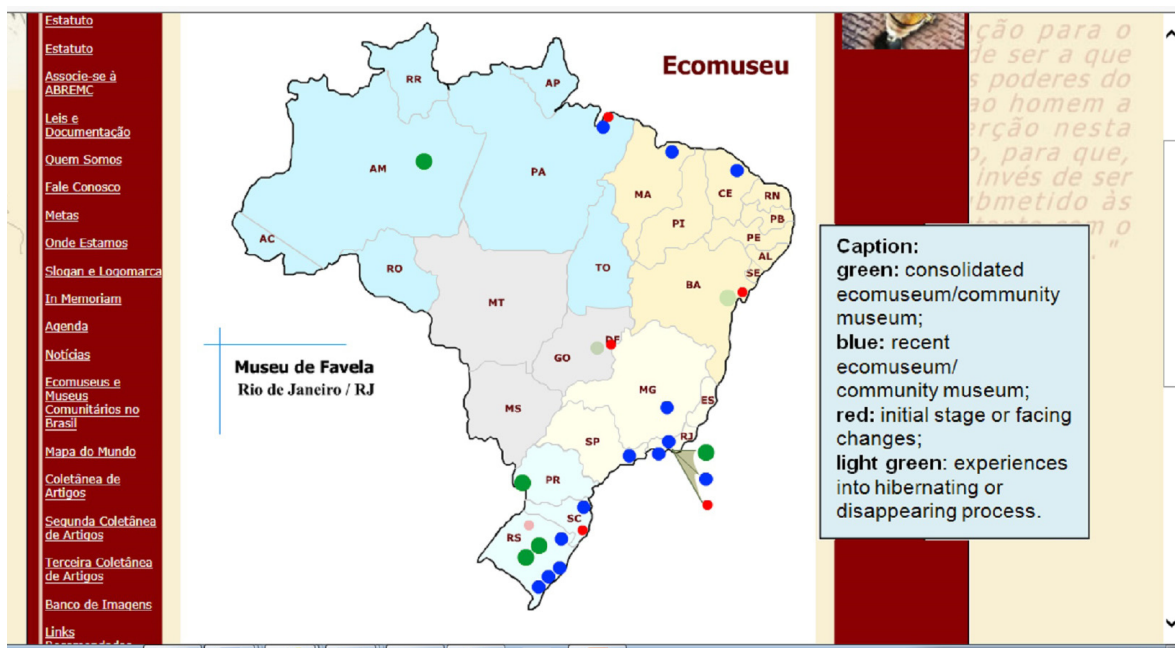 Estatuto
Estatuto
Associe-se à
ABREMC
Leis e
Documentação
Quem Somos
Fale Conosco
Metas
Onde Estamos
Slogan e Logomarca
In Memoriam
Agenda
Notícias
Ecomuseus e
Museus
Comunitários no
Brasil
Mapa do Mundo
Coletânea de
Artigos
Segunda Coletânea
de Artigos
Terceira Coletânea
de Artigos
Banco de Imagens
Links
Ecomuseu
RR
AP
AM
PA
MA
CE
RN
PB
PI
PE
AL
SE
AC
RO
TO
BA
MT
GO
DF
MG
ES
MS
SP
RJ
PR
SC
RS
Museu de Favela
Rio de Janeiro / RJ
ção para o
de ser a que
s poderes do
ao homem a
erção nesta
o, para que,
invés de ser
ubmetido às
com o
."
Caption:
green: consolidated
ecomuseum/community
museum;
blue: recent
ecomuseum/
community museum;
red: initial stage or facing
changes;
light green: experiences
into hibernating or
disappearing process.